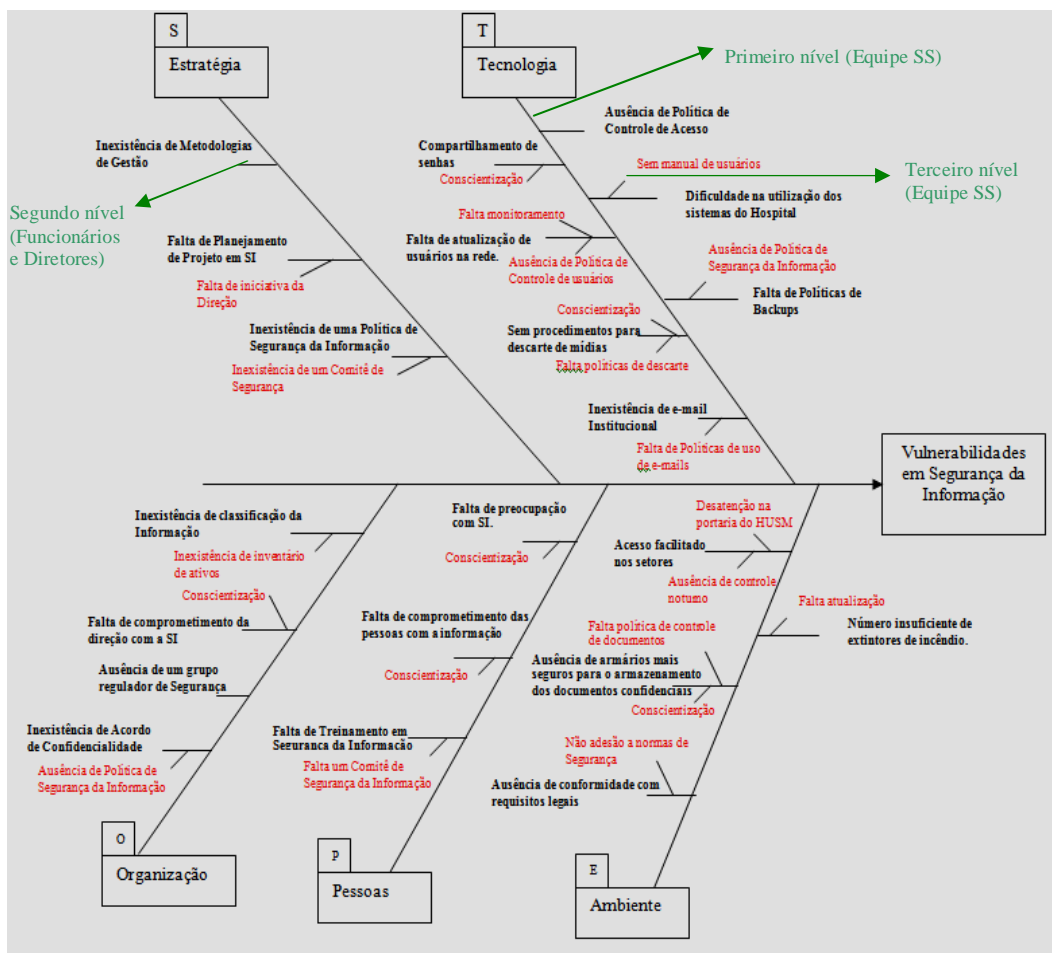 S
Estratégia
T
Tecnologia
Primeiro nível (Equipe SS)
Inexistência de Metodologias
de Gestão
Segundo nível
(Funcionários
e Diretores)
Falta de Planejamento
de Projeto em SI
Falta de iniciativa da
Direção
Inexistência de uma Política de
Segurança da Informação
Inexistência de um Comitê de
Segurança
Ausência de Política de
Controle de Acesso
Compartilhamento de
senhas
Conscientização
Sem manual de usuários
Terceiro nível
(Equipe SS)
Dificuldade na utilização dos
sistemas do Hospital
Falta monitoramento
Falta de atualização de
usuários na rede.
Ausência de Política de
Controle de usuários
Ausência de Política de
Segurança da Informação
Falta de Políticas de
Backups
Conscientização
Sem procedimentos para
descarte de mídias
Falta políticas de descarte
Inexistência de e-mail
Institucional
Falta de Políticas de uso
de e-mails
Vulnerabilidades
em Segurança da
Informação
Inexistência de classificação da
Informação
Inexistência de inventário
de ativos
Conscientização
Falta de comprometimento da
direção com a SI
Ausência de um grupo
regulador de Segurança
Inexistência de Acordo
de Confidencialidade
Ausência de Política de
Segurança da Informação
O
Organização
Falta de preocupação
com SI.
Conscientização
Falta de comprometimento das
pessoas com a informação
Conscientização
Falta de Treinamento em
Seguranca da Informação
Falta um Comitê de
Segurança da Informação
P
Pessoas
Desatenção na
portaria do HUSM
Acesso facilitado
nos setores
Ausência de controle
noturno
Falta atualização
Número insuficiente de
extintores de incêndio.
Falta política de controle
de documentos
Ausência de armários mais
seguros para o armazenamento
dos documentos confidenciais
Conscientização
Não adesão a normas de
Segurança
Ausência de conformidade com
requisitos legais
E
Ambiente